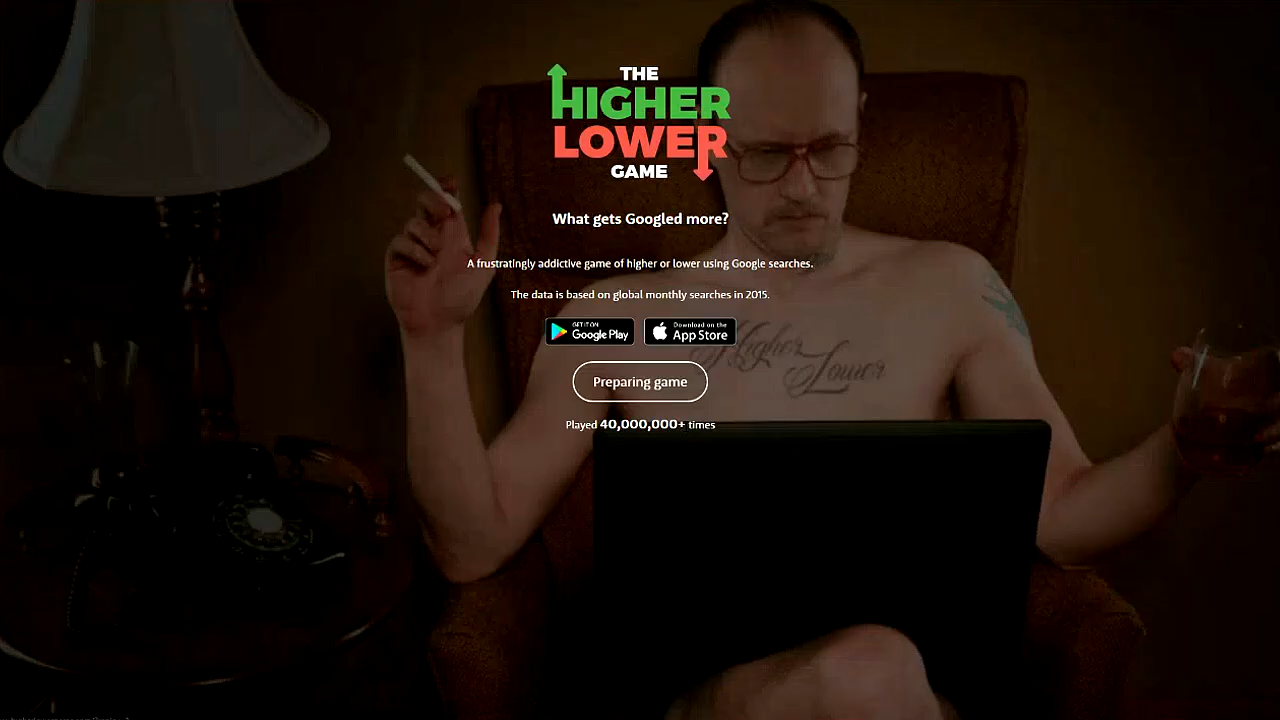 THE
HIGHER
LOWER
GAME
What gets Googled more?
A frustratingly addictive game of higher or lower using Google searches.
The data is based on global monthly searches in 2015.
GET IT ON
Google Play
Download on the
App Store
Higher
Lower
Preparing game
Played 40,000,000+ times